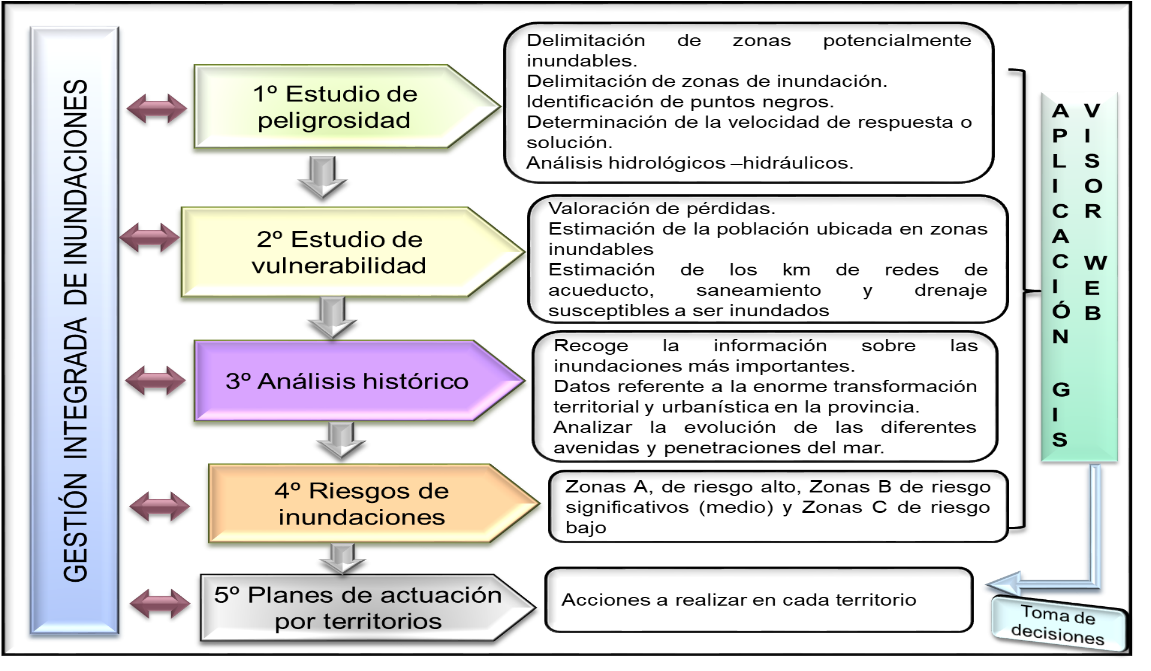 GESTIÓN INTEGRADA DE INUNDACIONES
1º Estudio de
peligrosidad
Delimitación de zonas potencialmente
inundables.
Delimitación de zonas de inundación.
Identificación de puntos negros.
Determinación de la velocidad de respuesta o
solución.
Análisis hidrológicos –hidráulicos.
2º Estudio de
vulnerabilidad
Valoración de pérdidas.
Estimación de la población ubicada en zonas
inundables
Estimación de los km de redes de
acueducto, saneamiento y drenaje
susceptibles a ser inundados
3º Análisis histórico
Recoge la información sobre las
inundaciones más importantes.
Datos referente a la enorme transformación
territorial y urbanística en la provincia.
Analizar la evolución de las diferentes
avenidas y penetraciones del mar.
4º Riesgos de
inundaciones
Zonas A, de riesgo alto, Zonas B de riesgo
significativos (medio) y Zonas C de riesgo
bajo
5º Planes de actuación
por territorios
Acciones a realizar en cada territorio
APLICACIÓN GIS
VISOR WEB
Toma de
decisiones